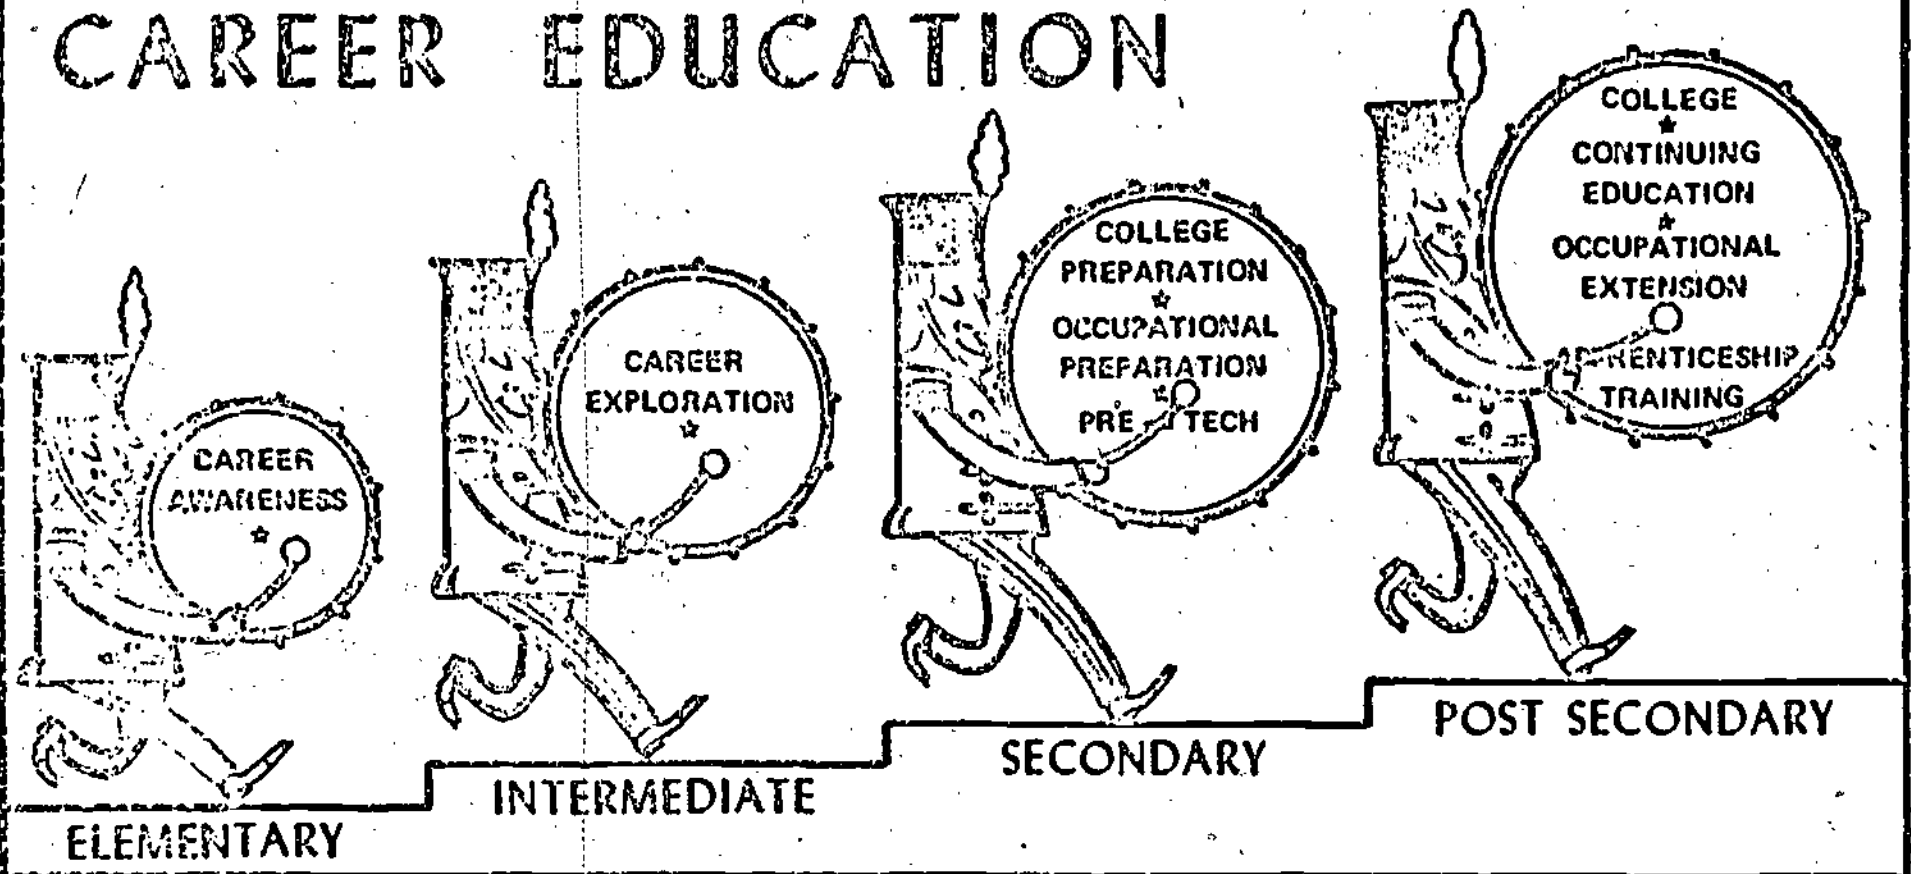 CAREER EDUCATION
CAREER
AWARENESS
ELEMENTARY
CAREER
EXPLORATION
INTERMEDIATE
COLLEGE
PREPARATION
OCCUPATIONAL
PREPARATION
PRE - TECH
SECONDARY
COLLEGE
CONTINUING
EDUCATION
OCCUPATIONAL
EXTENSION
APPRENTICESHIP
TRAINING
POST SECONDARY